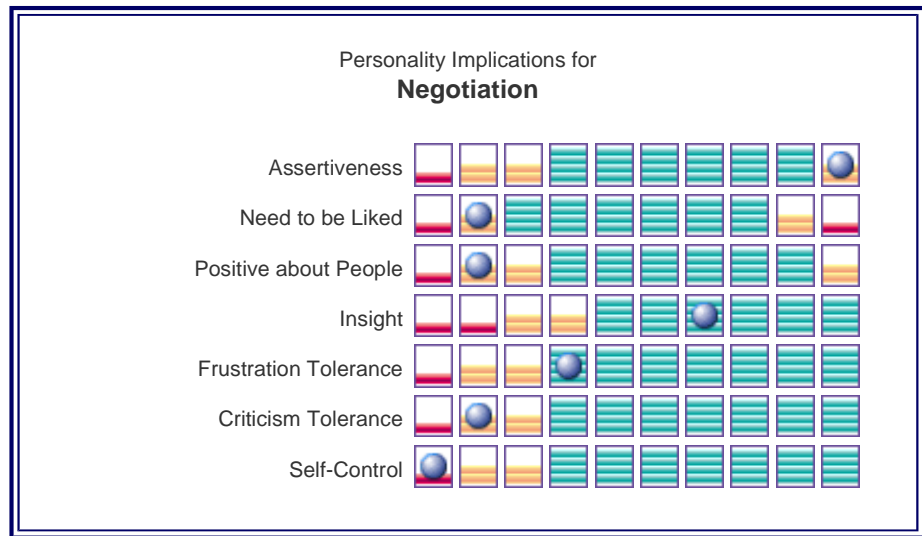 Personality Implications for
Negotiation
Assertiveness
Need to be Liked
Positive about People
Insight
Frustration Tolerance
Criticism Tolerance
Self-Control